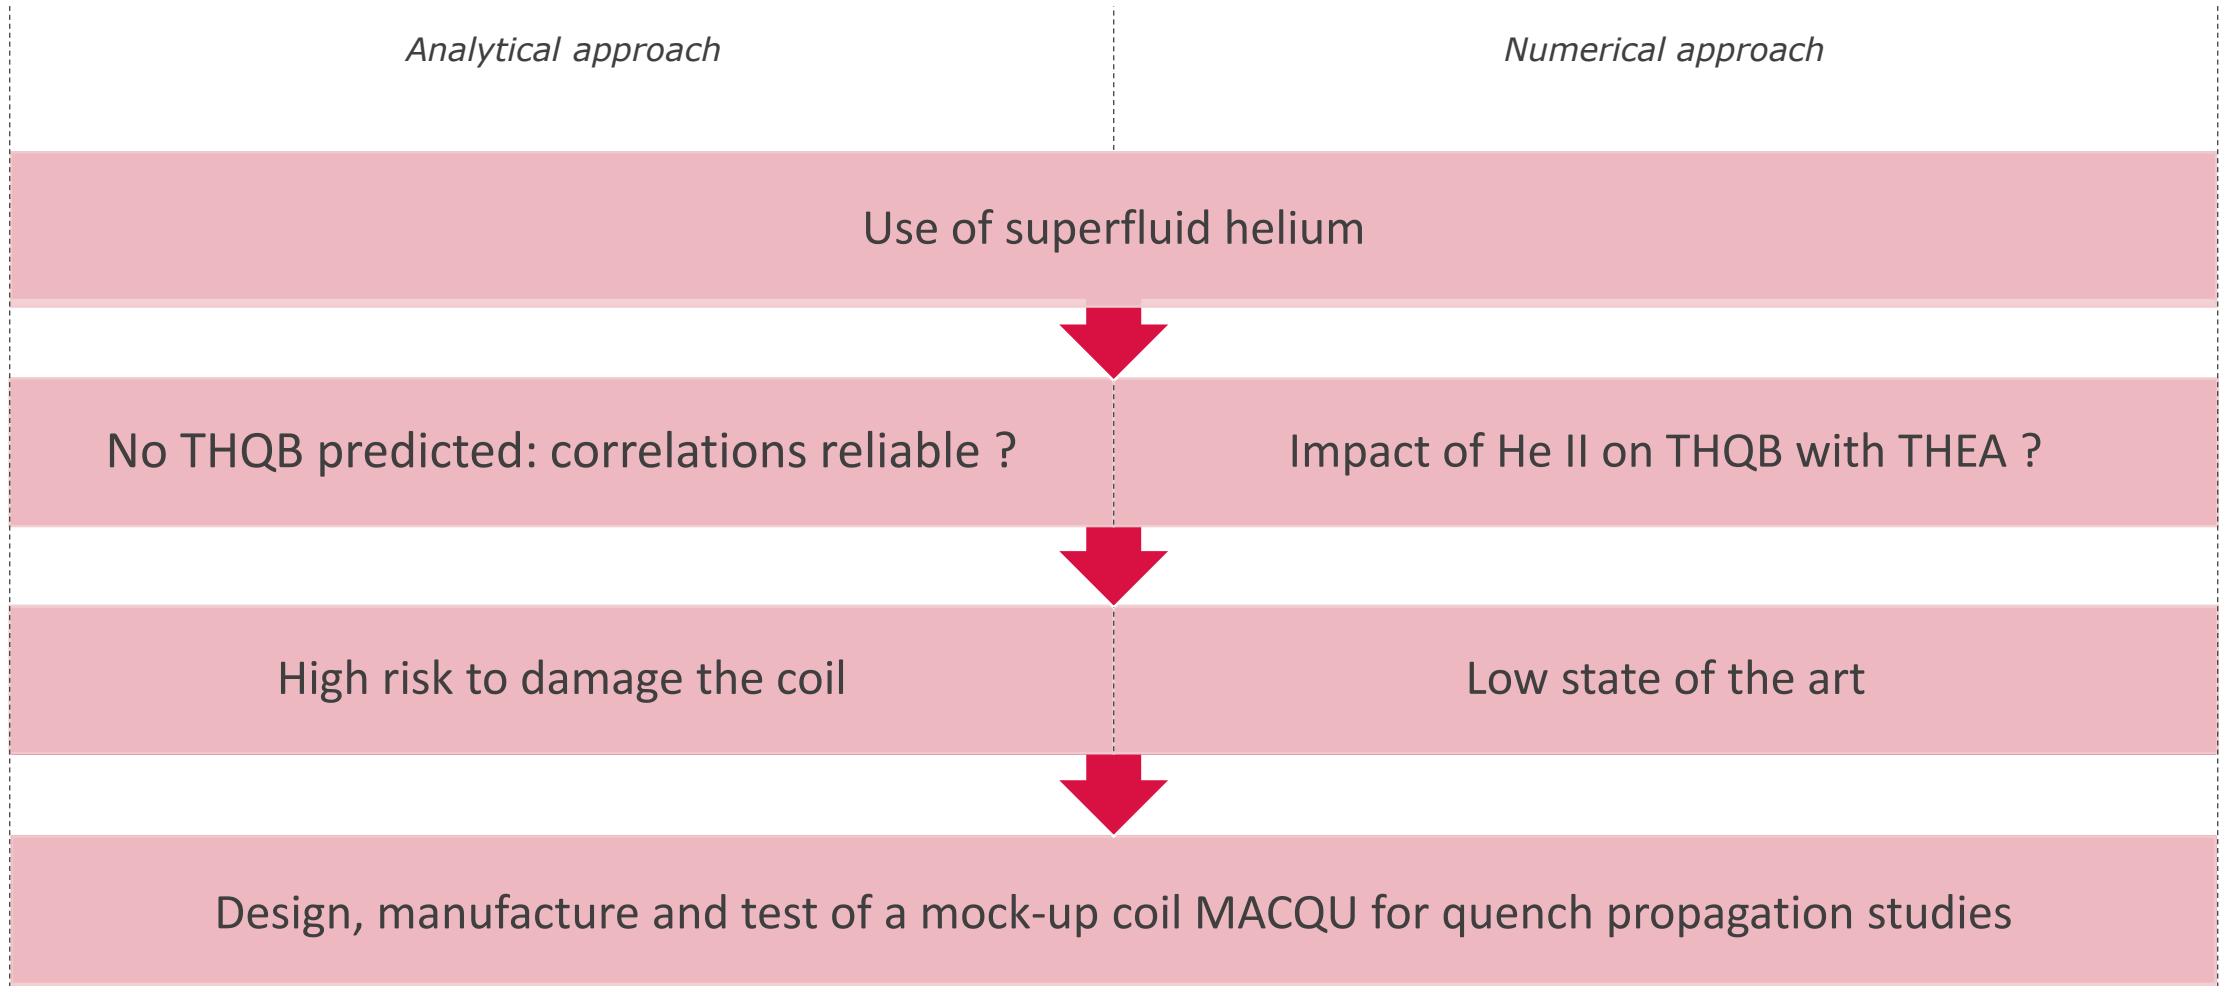 Analytical approach
Numerical approach
Use of superfluid helium
No THQB predicted: correlations reliable ?
Impact of He II on THQB with THEA ?
High risk to damage the coil
Low state of the art
Design, manufacture and test of a mock-up coil MACQU for quench propagation studies